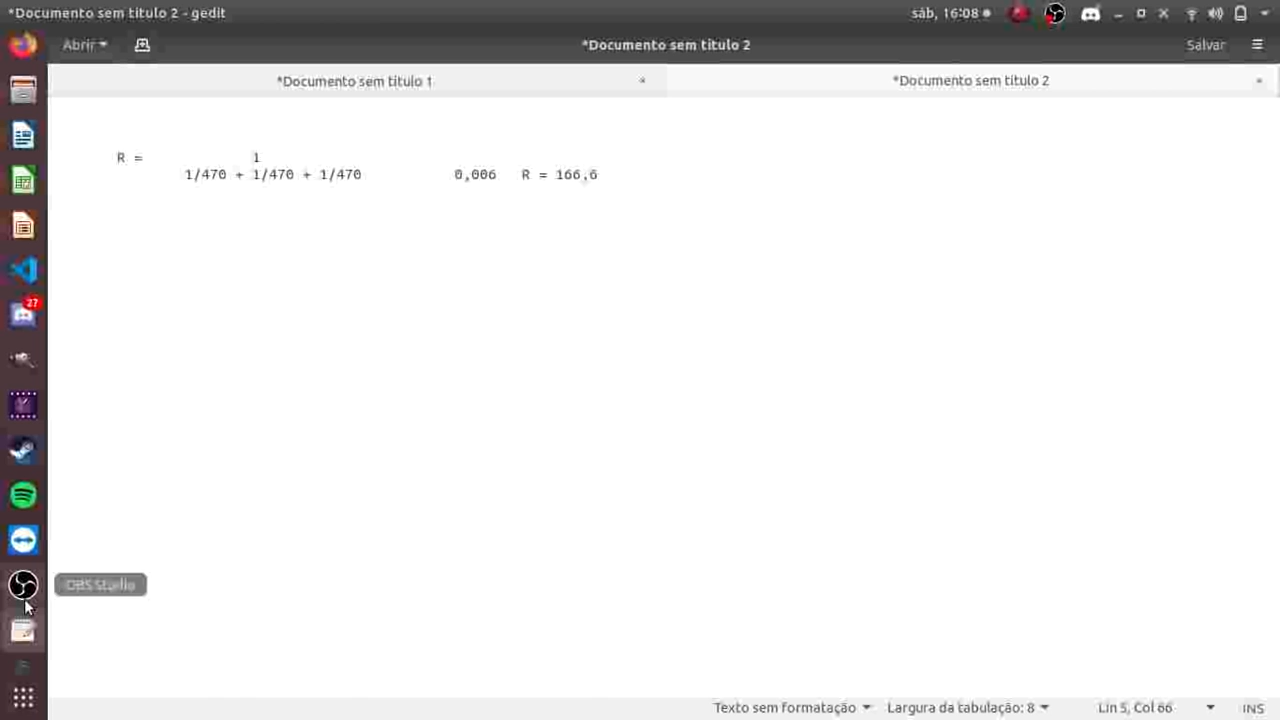 *Documento sem título 2 - gedit
sáb, 16:08
Abrir
*Documento sem título 2
Salvar
*Documento sem título 1
*Documento sem título 2
R = 1
1/470 + 1/470 + 1/470 0,006 R = 166,6
27
OBS Studio
Texto sem formatação
Largura da tabulação: 8
Lin 5, Col 66
INS